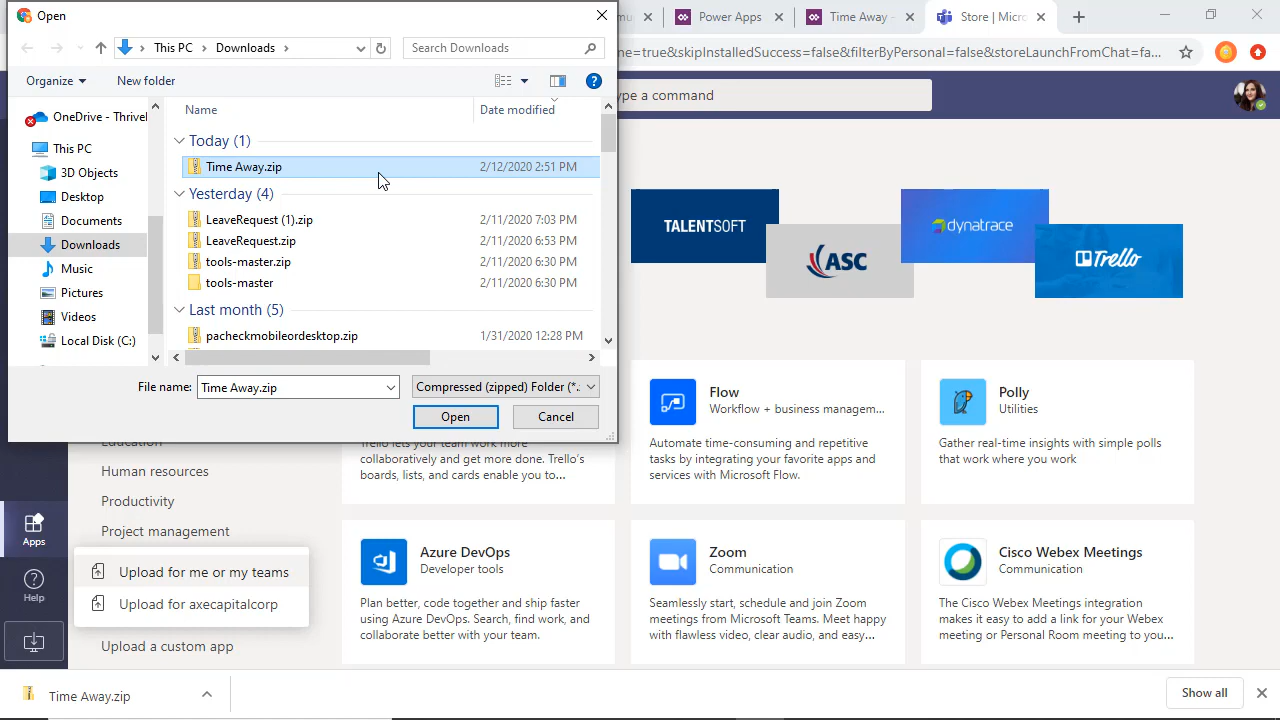 Open
This PC
Downloads
Search Downloads
Organize
New folder
OneDrive - Thrivel
This PC
3D Objects
Desktop
Documents
Downloads
Music
Pictures
Videos
Local Disk (C:)
Name
Date modified
Today (1)
Time Away.zip 2/12/2020 2:51 PM
Yesterday (4)
LeaveRequest (1).zip 2/11/2020 7:03 PM
LeaveRequest.zip 2/11/2020 6:53 PM
tools-master.zip 2/11/2020 6:30 PM
tools-master 2/11/2020 6:30 PM
Last month (5)
pacheckmobileordesktop.zip 1/31/2020 12:28 PM
File name: Time Away.zip
Compressed (zipped) Folder (*.
Open
Cancel
Power Apps
Time Away -
Store | Micr
ne=true&skipInstalledSuccess=false&filterByPersonal=false&storeLaunchFromChat=fa...
ype a command
TALENTSOFT
ASC
dynatrace
Trello
Education
Human resources
Productivity
Project management
Upload for me or my teams
Upload for axecapitalcorp
Upload a custom app
Apps
Help
Trello lets your team work more
collaboratively and get more done. Trello's
boards, lists, and cards enable you to...
Flow
Workflow + business managem...
Automate time-consuming and repetitive
tasks by integrating your favorite apps and
services with Microsoft Flow.
Polly
Utilities
Gather real-time insights with simple polls
that work where you work
Azure DevOps
Developer tools
Plan better, code together and ship faster
using Azure DevOps. Search, find work, and
collaborate better with your team.
Zoom
Communication
Seamlessly start, schedule and join Zoom
meetings from Microsoft Teams. Meet happy
with flawless video, clear audio, and easy...
Cisco Webex Meetings
Communication
The Cisco Webex Meetings integration
makes it easy to add a link for your Webex
meeting or Personal Room meeting to you...
Time Away.zip
Show all